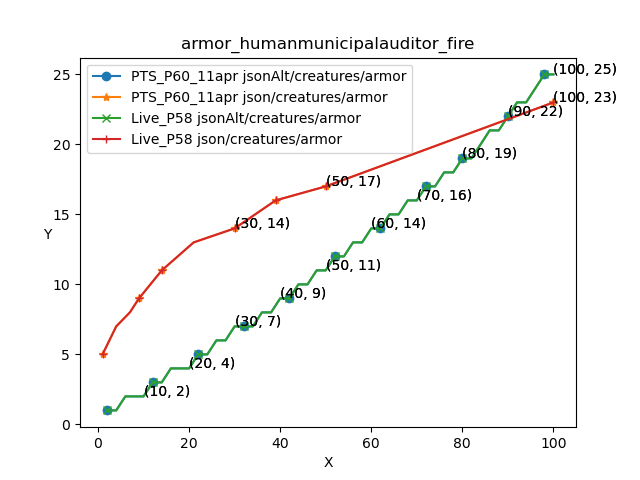 armor_humanmunicipalauditor_fire
PTS_P60_11apr jsonAlt/creatures/armor
PTS_P60_11apr json/creatures/armor
Live_P58 jsonAlt/creatures/armor
Live_P58 json/creatures/armor
(100, 25)
(100, 23)
(90, 22)
(80, 19)
(50, 17)
(70, 16)
(30, 14)
(60, 14)
(50, 11)
(40, 9)
(30, 7)
(20, 4)
(10, 2)
25
20
15
10
5
0
Y
0 20 40 60 80 100
X